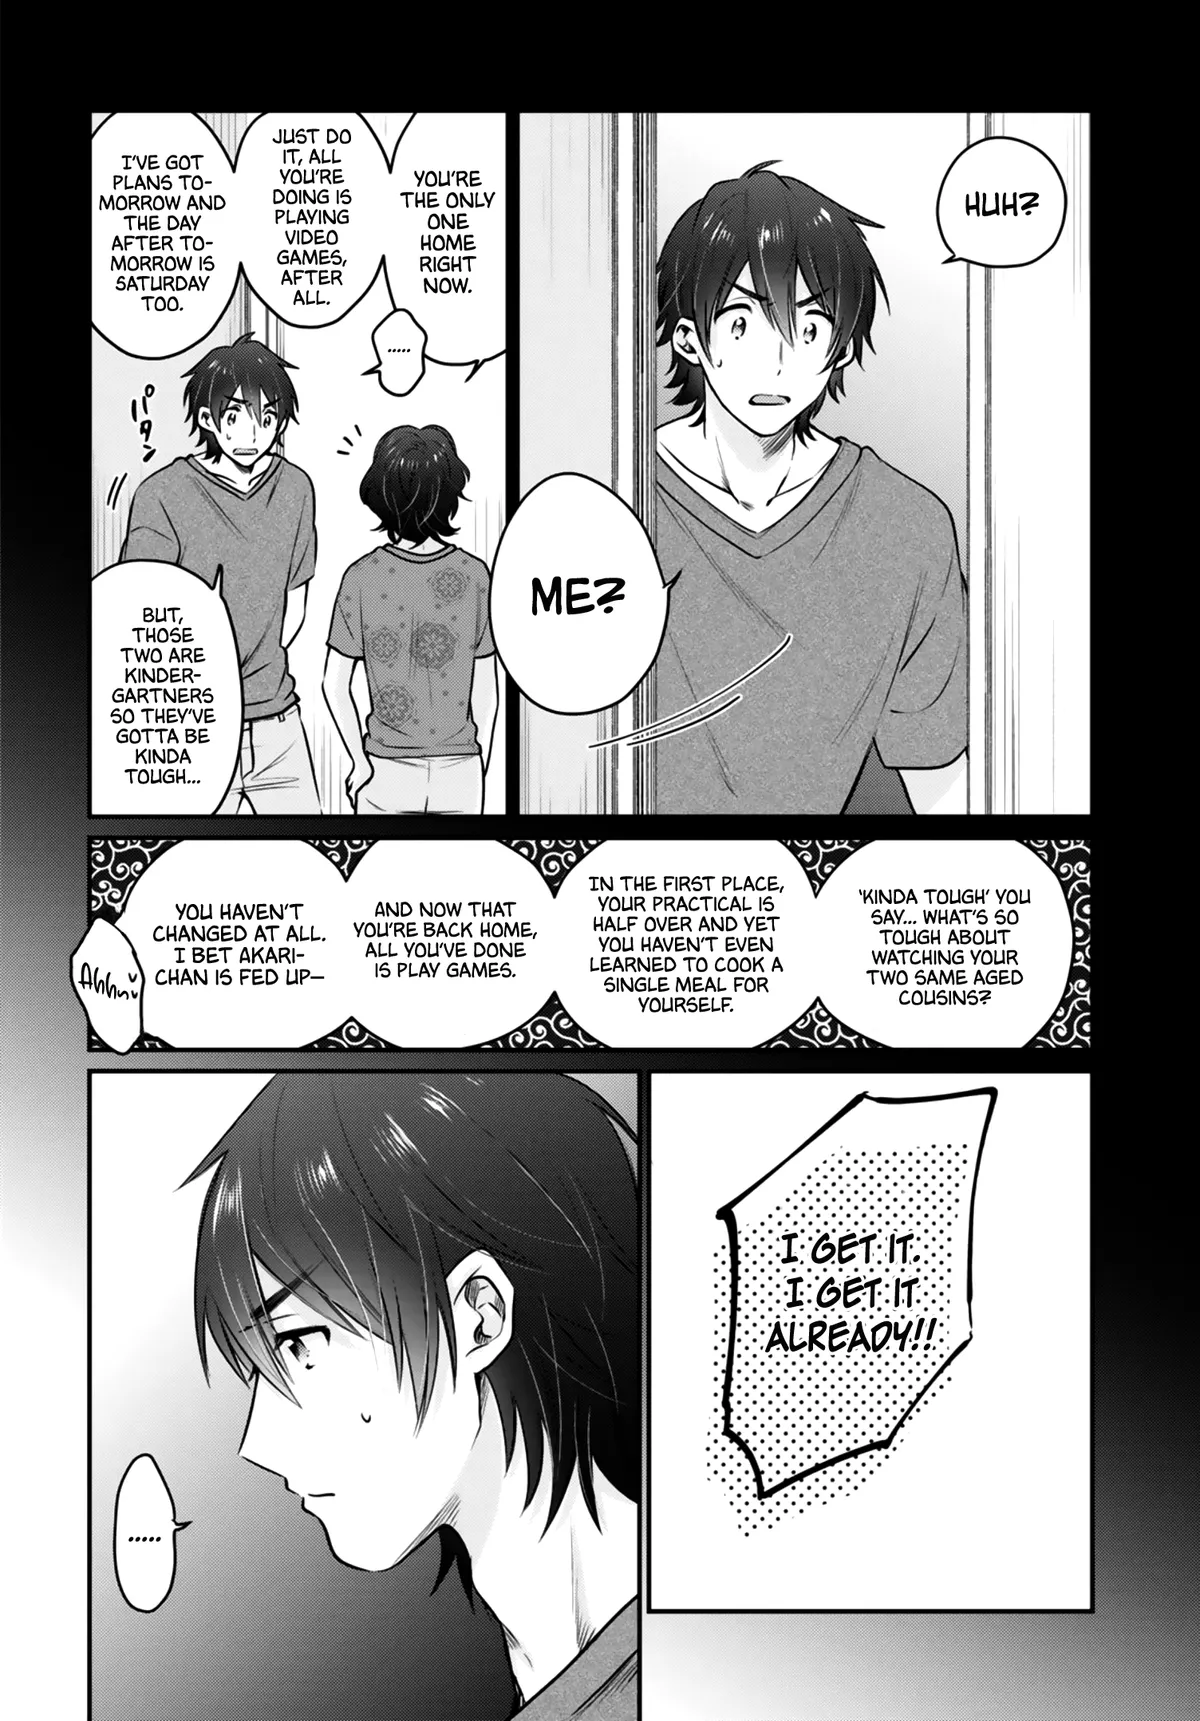 HUH?
ME?
YOU'RE
THE ONLY
ONE
HOME
RIGHT
NOW.
......
JUST DO
IT, ALL
YOU'RE
DOING IS
PLAYING
VIDEO
GAMES,
AFTER
ALL.
I'VE GOT
PLANS TO-
MORROW AND
THE DAY
AFTER TO-
MORROW IS
SATURDAY
TOO.
パタン
BUT,
THOSE
TWO ARE
KINDER-
GARTNERS
SO THEY'VE
GOTTA BE
KINDA
TOUGH...
'KINDA TOUGH' YOU
SAY... WHAT'S SO
TOUGH ABOUT
WATCHING YOUR
TWO SAME AGED
COUSINS?
IN THE FIRST PLACE,
YOUR PRACTICAL IS
HALF OVER AND YET
YOU HAVEN'T EVEN
LEARNED TO COOK A
SINGLE MEAL FOR
YOURSELF.
AND NOW THAT
YOU'RE BACK HOME,
ALL YOU'VE DONE
IS PLAY GAMES.
YOU HAVEN'T
CHANGED AT ALL.
I BET AKARI-
CHAN IS FED UP—
I GET IT.
I GET IT
ALREADY!!
......